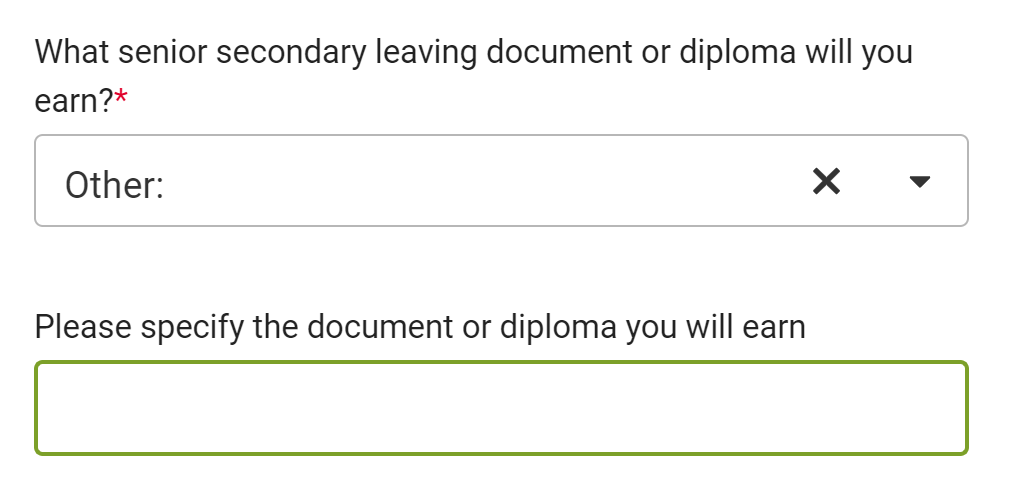 What senior secondary leaving document or diploma will you
earn?*
Other:
Please specify the document or diploma you will earn